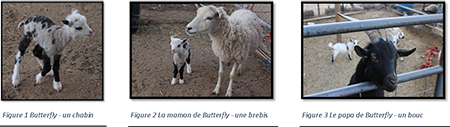 Figure 1 Butterfly - un chabin
Figure 2 La maman de Butterfly - une brebis
Figure 3 Le papa de Butterfly - un bouc